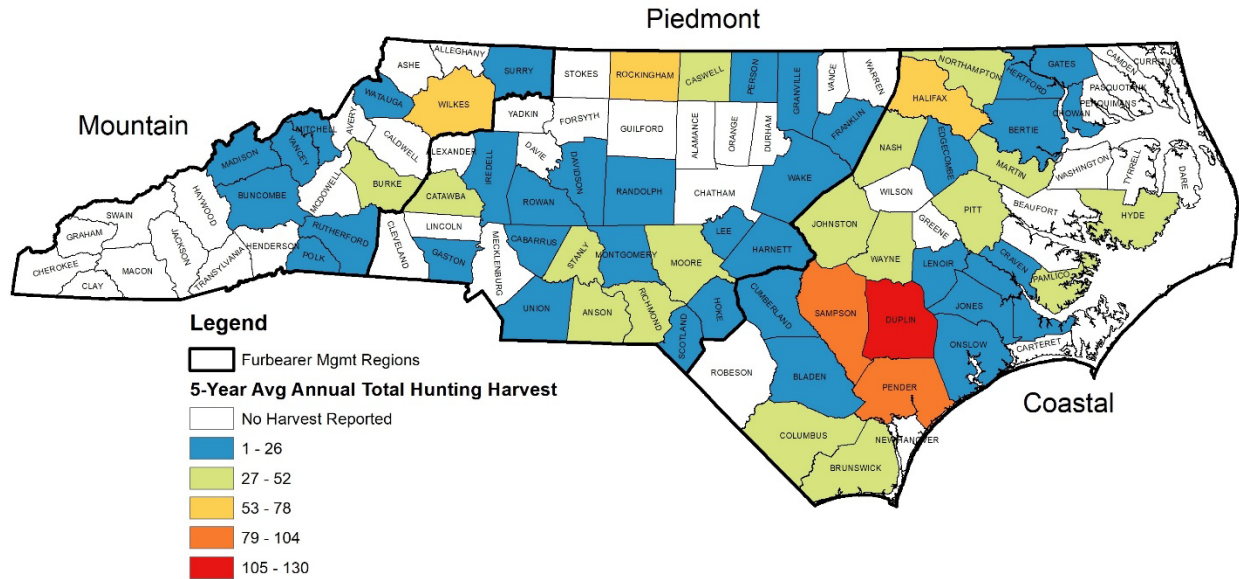 Piedmont
Mountain
Coastal
ALLEGHANY
ASHE
SURRY
STOKES
ROCKINGHAM
CASWELL
PERSON
GRANVILLE
VANCE
WARREN
NORTHAMPTON
HERTFORD
GATES
CAMDEN
CURRITUCK
PASQUOTANK
PERQUIMANS
CHOWAN
HALIFAX
BERTIE
WATAUGA
WILKES
YADKIN
FORSYTH
GUILFORD
ALAMANCE
ORANGE
DURHAM
FRANKLIN
NASH
EDGECOMBE
MARTIN
WASHINGTON
TYRRELL
DARE
MITCHELL
AVERY
CALDWELL
ALEXANDER
DAVIE
IREDELL
DAVIDSON
RANDOLPH
CHATHAM
WAKE
WILSON
PITT
BEAUFORT
HYDE
MADISON
YANCEY
BURKE
CATAWBA
ROWAN
JOHNSTON
GREENE
HAYWOOD
BUNCOMBE
MCDOWELL
LINCOLN
CABARRUS
STANLY
MONTGOMERY
MOORE
LEE
HARNETT
WAYNE
LENOIR
CRAVEN
PAMLICO
SWAIN
GRAHAM
JACKSON
HENDERSON
RUTHERFORD
POLK
CLEVELAND
GASTON
MECKLENBURG
CHEROKEE
MACON
TRANSYLVANIA
CLAY
UNION
ANSON
RICHMOND
SCOTLAND
HOKE
CUMBERLAND
SAMPSON
DUPLIN
JONES
ONSLOW
CARTERET
ROBESON
BLADEN
PENDER
COLUMBUS
BRUNSWICK
NEW HANOVER
Legend
Furbearer Mgmt Regions
5-Year Avg Annual Total Hunting Harvest
No Harvest Reported
1 - 26
27 - 52
53 - 78
79 - 104
105 - 130